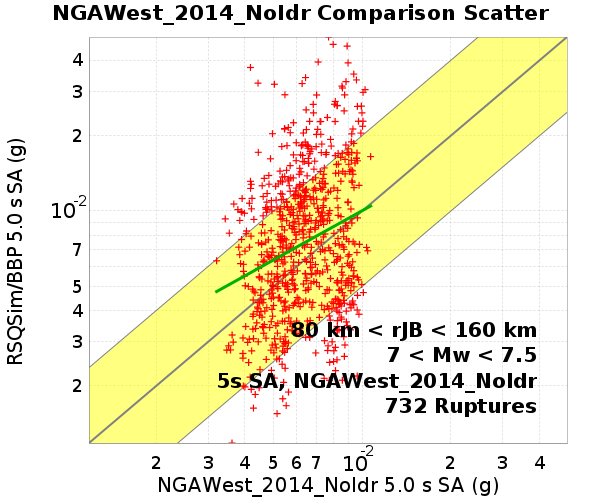 NGAWest_2014_NoIdr Comparison Scatter
RSQSim/BBP 5.0 s SA (g)
4
3
2
10-2
7
5
4
3
2
80 km < rJB < 160 km
7 < Mw < 7.5
5s SA, NGAWest_2014_NoIdr
732 Ruptures
2 3 4 5 6 7 10-2 2 3 4
NGAWest_2014_NoIdr 5.0 s SA (g)